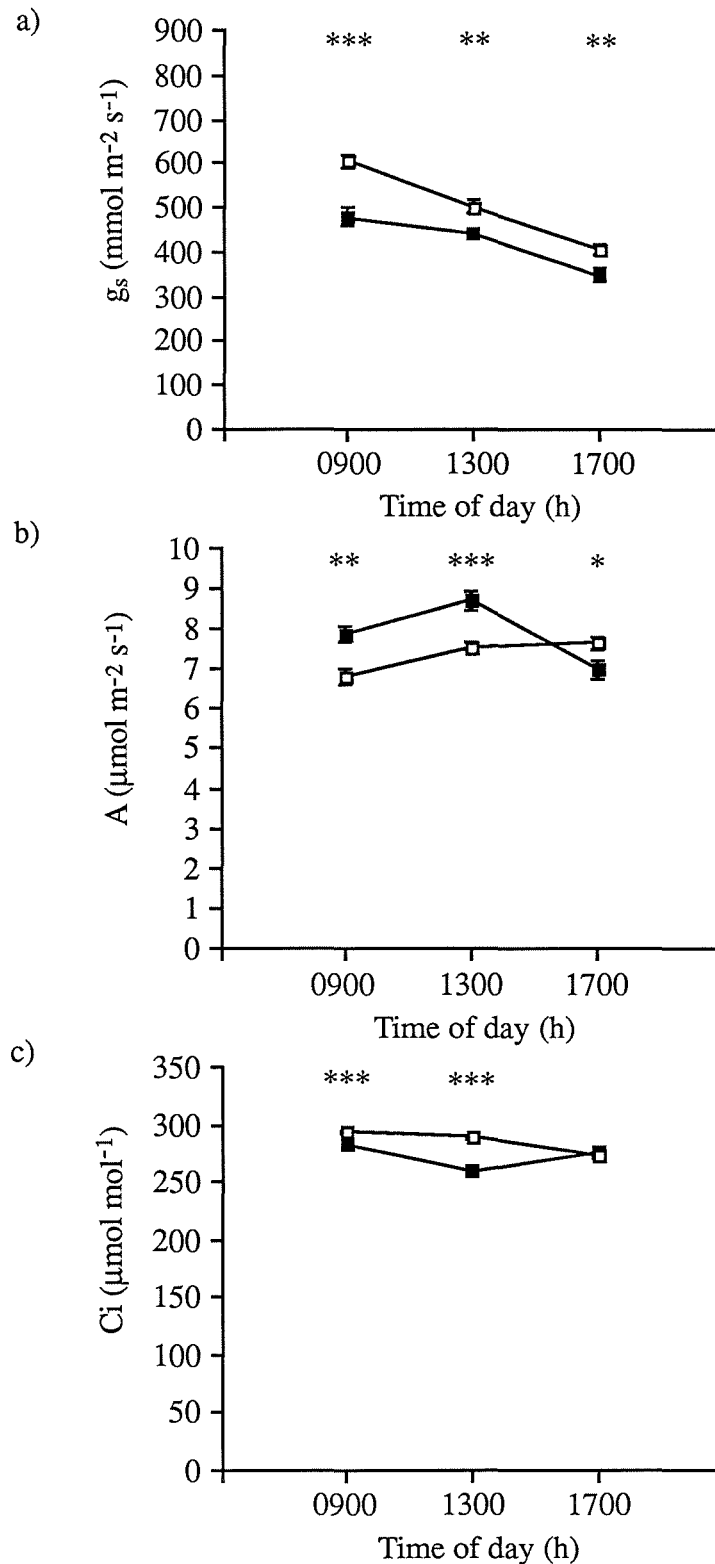 a)
900
800
700
600
500
400
300
200
100
0
gs (mmol m-2 s-1)
*** ** **
0900 1300 1700
Time of day (h)
b)
10
9
8
7
6
5
4
3
2
1
0
A (µmol m-2 s-1)
** *** *
0900 1300 1700
Time of day (h)
c)
350
300
250
200
150
100
50
0
Ci (µmol mol-1)
*** ***
0900 1300 1700
Time of day (h)